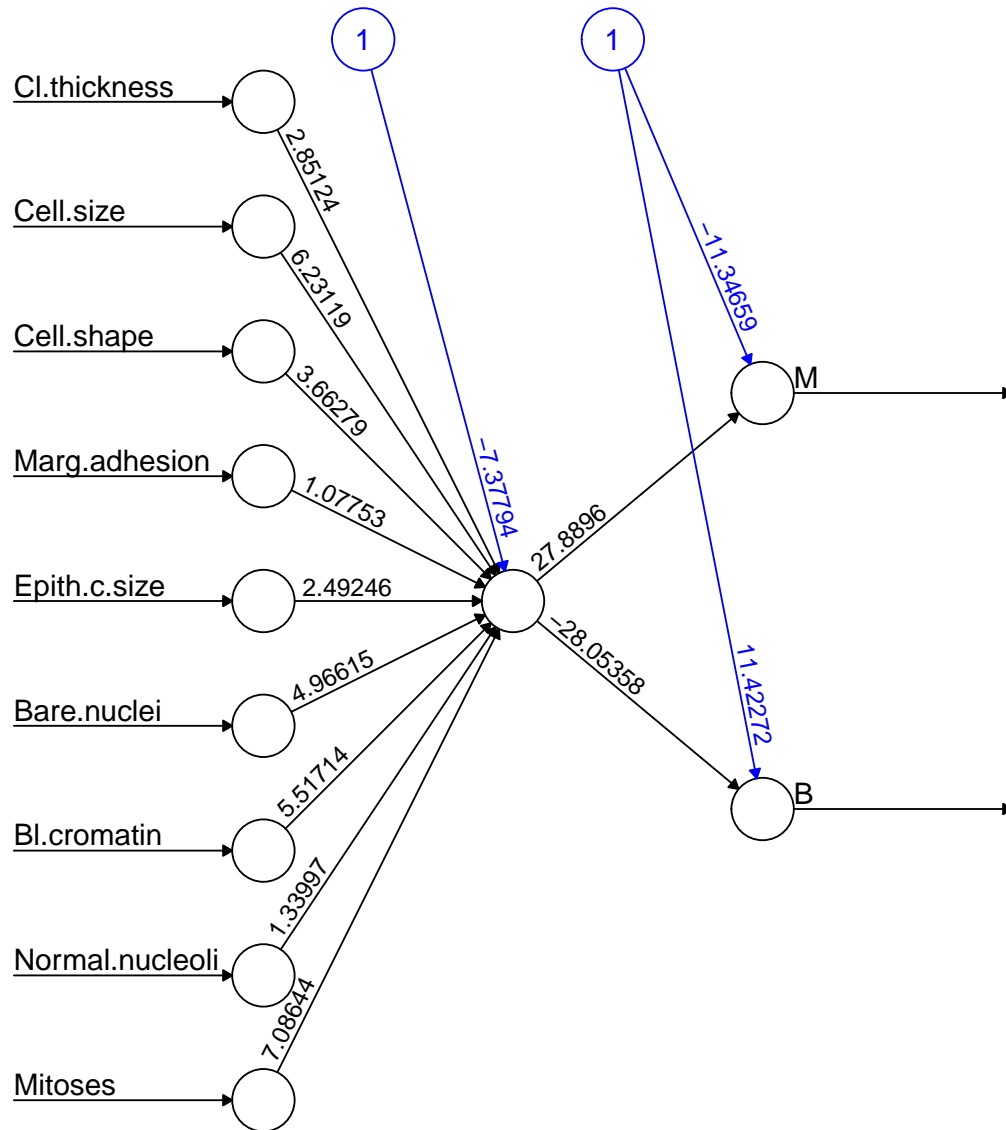 1
1
Cl.thickness
2.85124
Cell.size
6.23119
−11.34659
Cell.shape
3.66279
M
Marg.adhesion
1.07753
−7.37794
27.8896
Epith.c.size
2.49246
−28.05358
Bare.nuclei
4.96615
11.42272
B
Bl.cromatin
5.51714
Normal.nucleoli
1.33997
7.08644
Mitoses